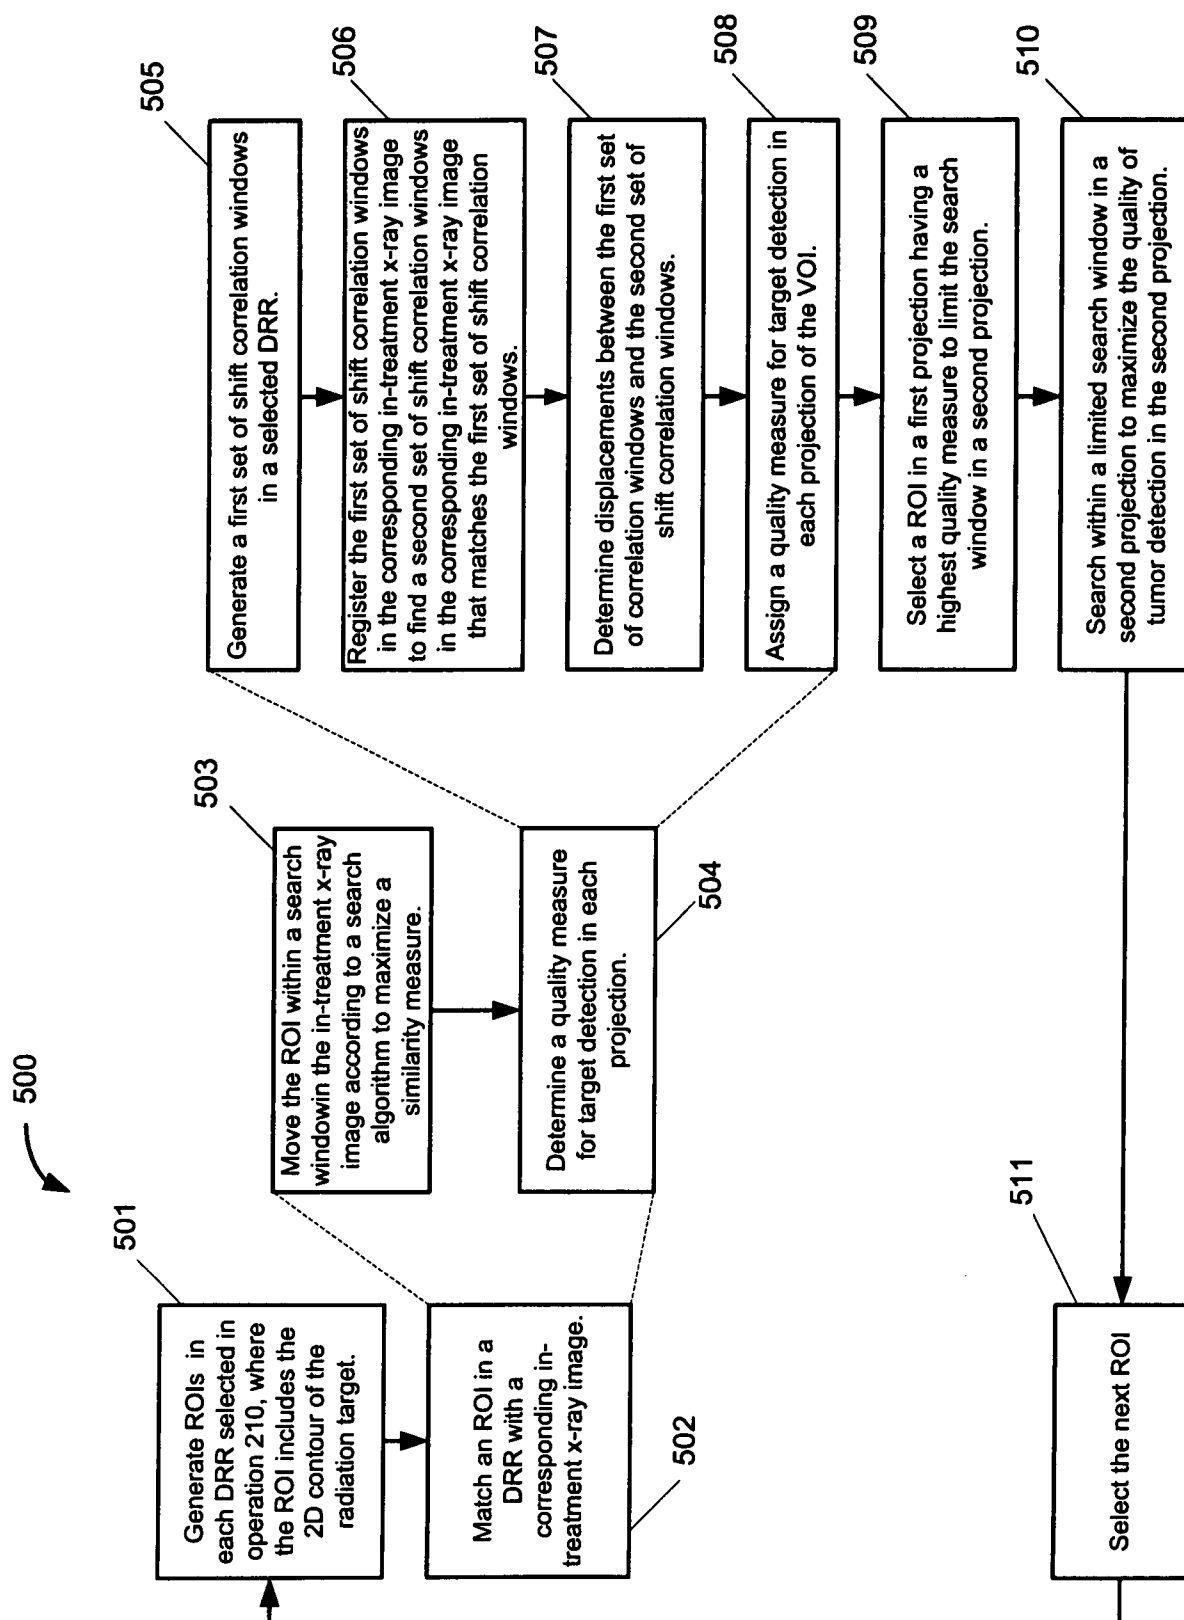 500
501
Generate ROIs in
each DRR selected in
operation 210, where
the ROI includes the
2D contour of the
radiation target.
Match an ROI in a
DRR with a
corresponding in-
treatment x-ray image.
502
503
Move the ROI within a search
windowin the in-treatment x-ray
image according to a search
algorithm to maximize a
similarity measure.
Determine a quality measure
for target detection in each
projection.
504
505
Generate a first set of shift correlation windows
in a selected DRR.
506
Register the first set of shift correlation windows
in the corresponding in-treatment x-ray image
to find a second set of shift correlation windows
in the corresponding in-treatment x-ray image
that matches the first set of shift correlation
windows.
507
Determine displacements between the first set
of correlation windows and the second set of
shift correlation windows.
508
Assign a quality measure for target detection in
each projection of the VOI.
509
Select a ROI in a first projection having a
highest quality measure to limit the search
window in a second projection.
510
Search within a limited search window in a
second projection to maximize the quality of
tumor detection in the second projection.
511
Select the next ROI